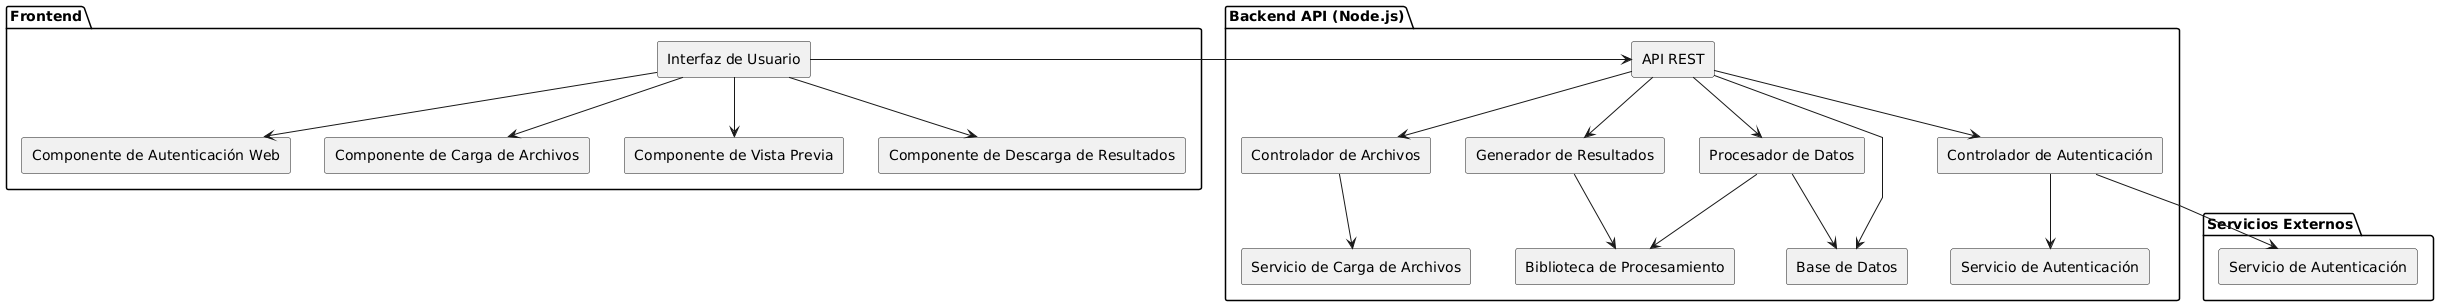 Frontend
Backend API (Node.js)
Interfaz de Usuario
API REST
Componente de Autenticación Web
Componente de Carga de Archivos
Componente de Vista Previa
Componente de Descarga de Resultados
Controlador de Archivos
Generador de Resultados
Procesador de Datos
Controlador de Autenticación
Servicios Externos
Servicio de Carga de Archivos
Biblioteca de Procesamiento
Base de Datos
Servicio de Autenticación
Servicio de Autenticación